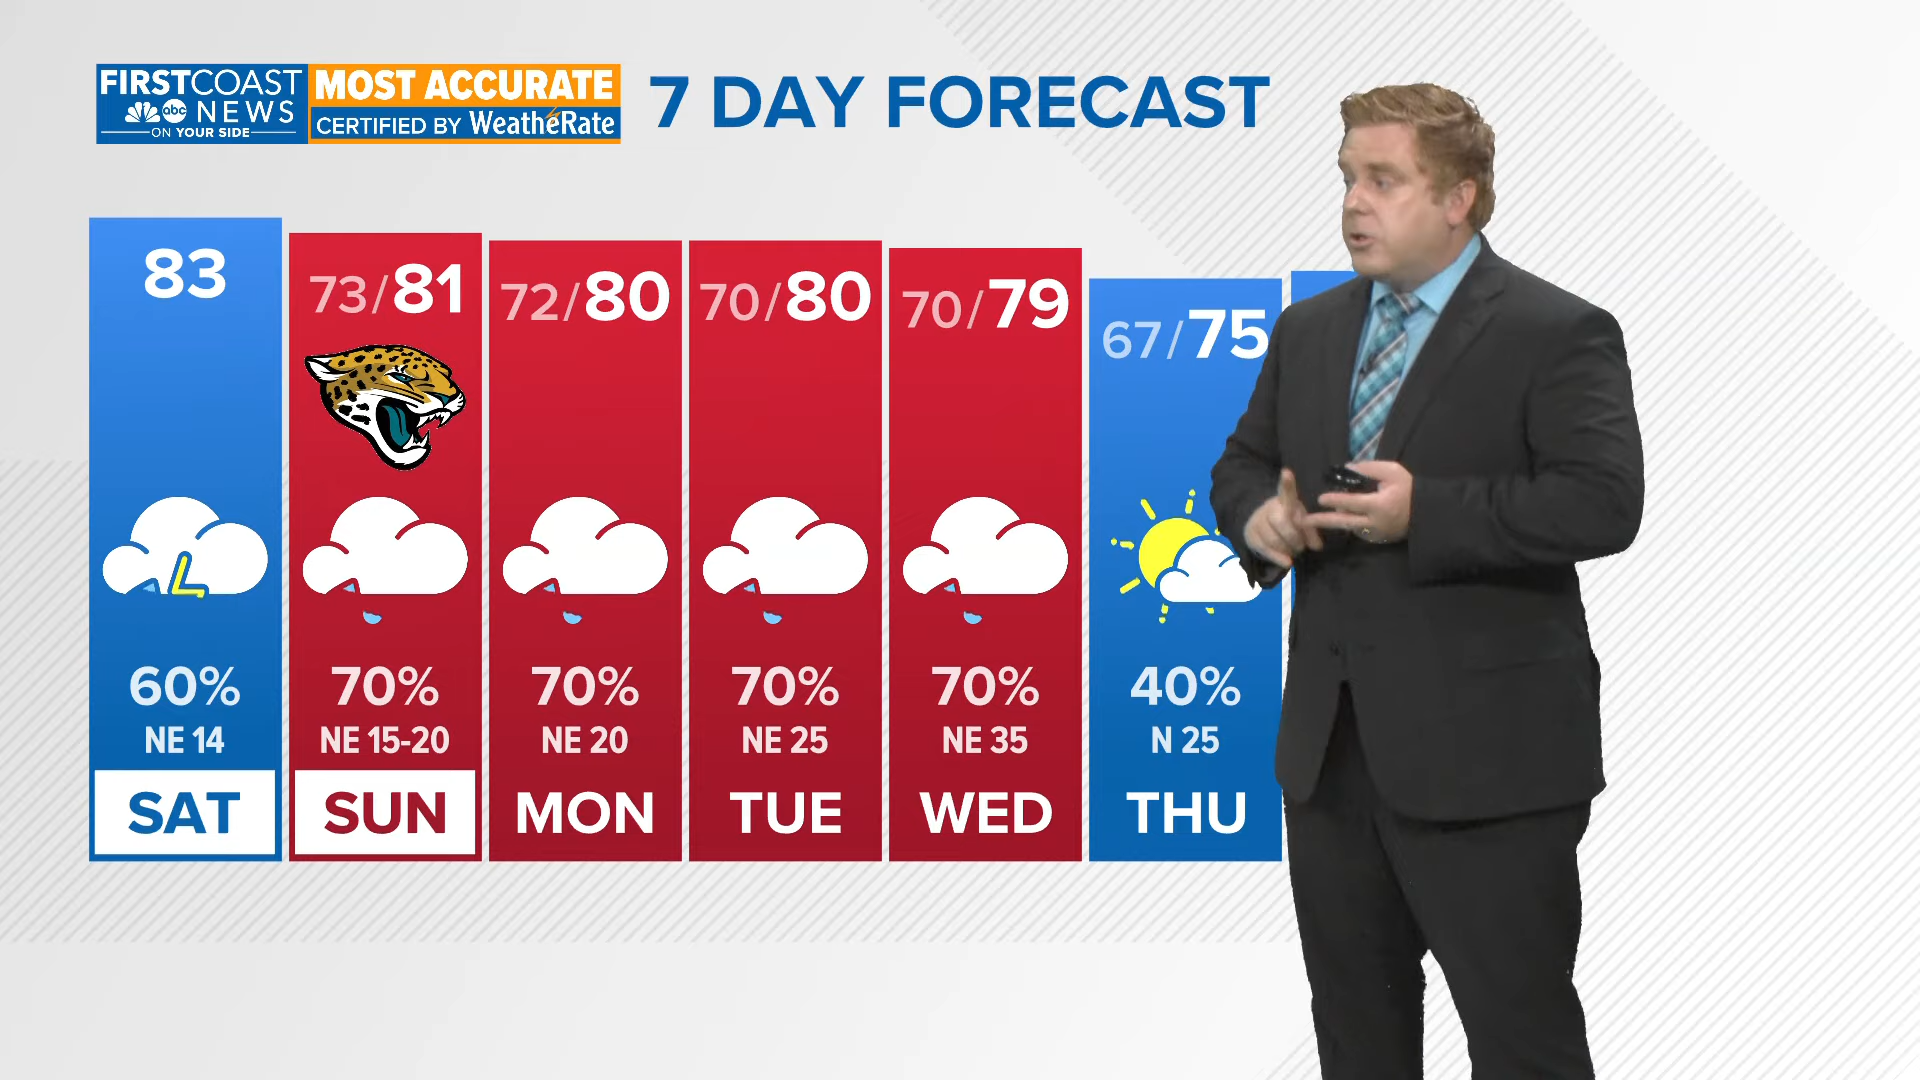 FIRSTCOAST
abc NEWS
ON YOUR SIDE
MOST ACCURATE
CERTIFIED BY WeatheRate
7 DAY FORECAST
83
60%
NE 14
SAT
73/81
70%
NE 15-20
SUN
72/80
70%
NE 20
MON
70/80
70%
NE 25
TUE
70/79
70%
NE 35
WED
67/75
40%
N 25
THU